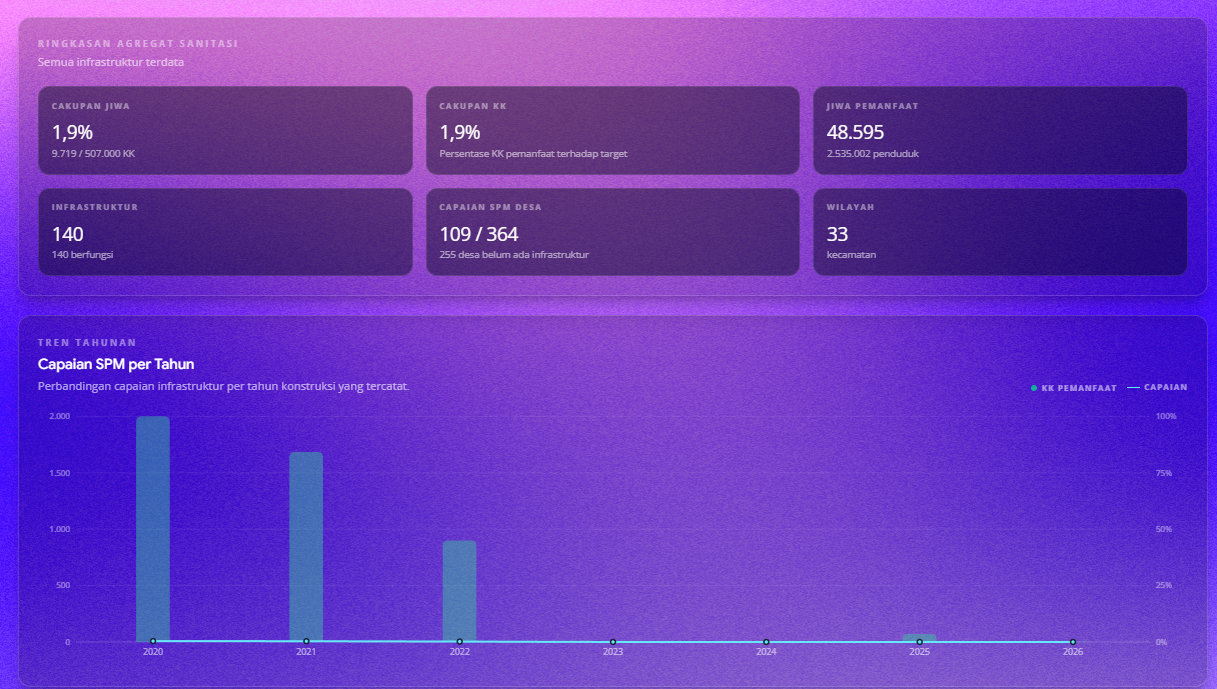 RINGKASAN AGREGAT SANITASI
Semua infrastruktur terdata
CAKUPAN JIWA
1,9%
9.719 / 507.000 KK
CAKUPAN KK
1,9%
Persentase KK pemanfaat terhadap target
JIWA PEMANFAAT
48.595
2.535.002 penduduk
INFRASTRUKTUR
140
140 berfungsi
CAPAIAN SPM DESA
109 / 364
255 desa belum ada infrastruktur
WILAYAH
33
kecamatan
TREN TAHUNAN
Capaian SPM per Tahun
Perbandingan capaian infrastruktur per tahun konstruksi yang tercatat.
KK PEMANFAAT
CAPAIAN
2.000
1.500
1.000
500
0
100%
75%
50%
25%
0%
2020 2021 2022 2023 2024 2025 2026